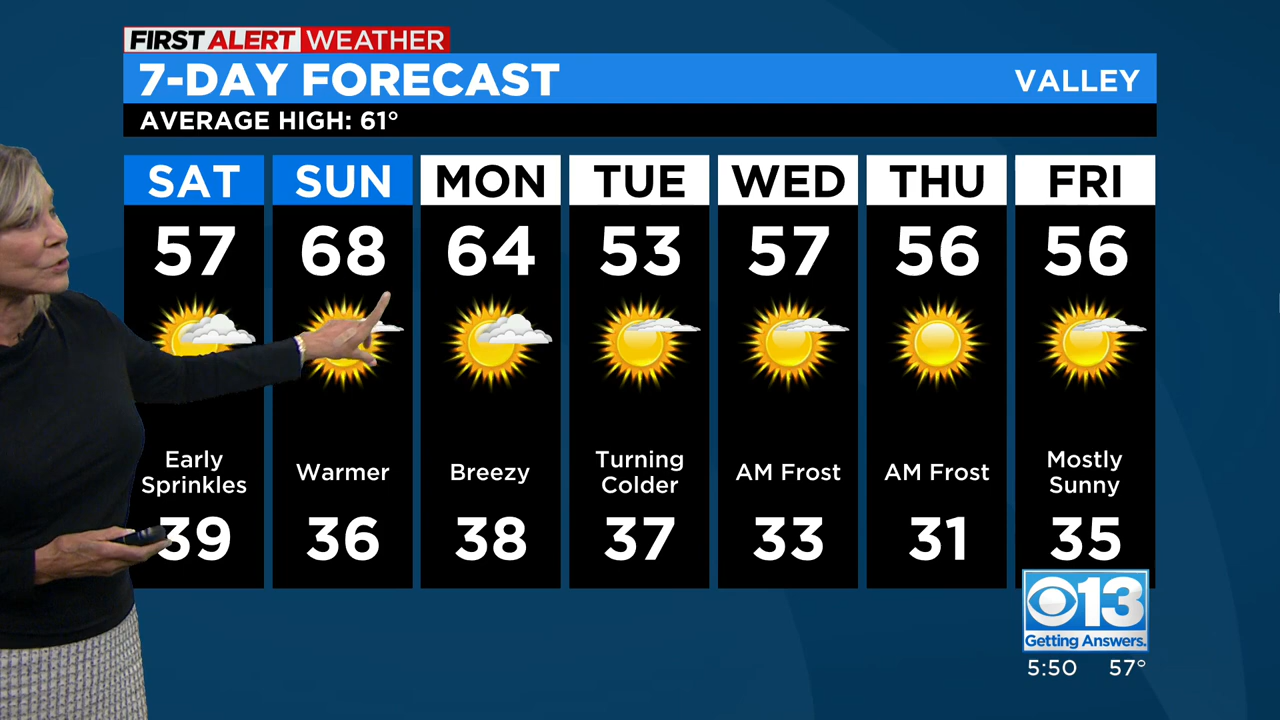 FIRST ALERT WEATHER
7-DAY FORECAST
VALLEY
AVERAGE HIGH: 61°
SAT SUN MON TUE WED THU FRI
57 68 64 53 57 56 56
Early Sprinkles
Warmer
Breezy
Turning Colder
AM Frost
AM Frost
Mostly Sunny
39 36 38 37 33 31 35
13
Getting Answers.
5:50 57°